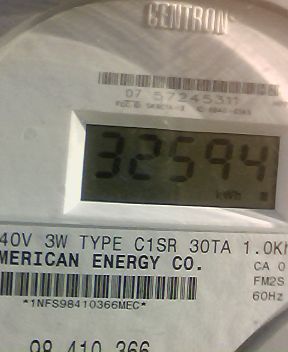 CENTRON
07 57245311
32594
kWh
40V 3W TYPE C1SR 30TA 1.0K
MERICAN ENERGY CO.
CA 0
FM2S
60Hz
*1NFS98410366MEC*
98 410 366